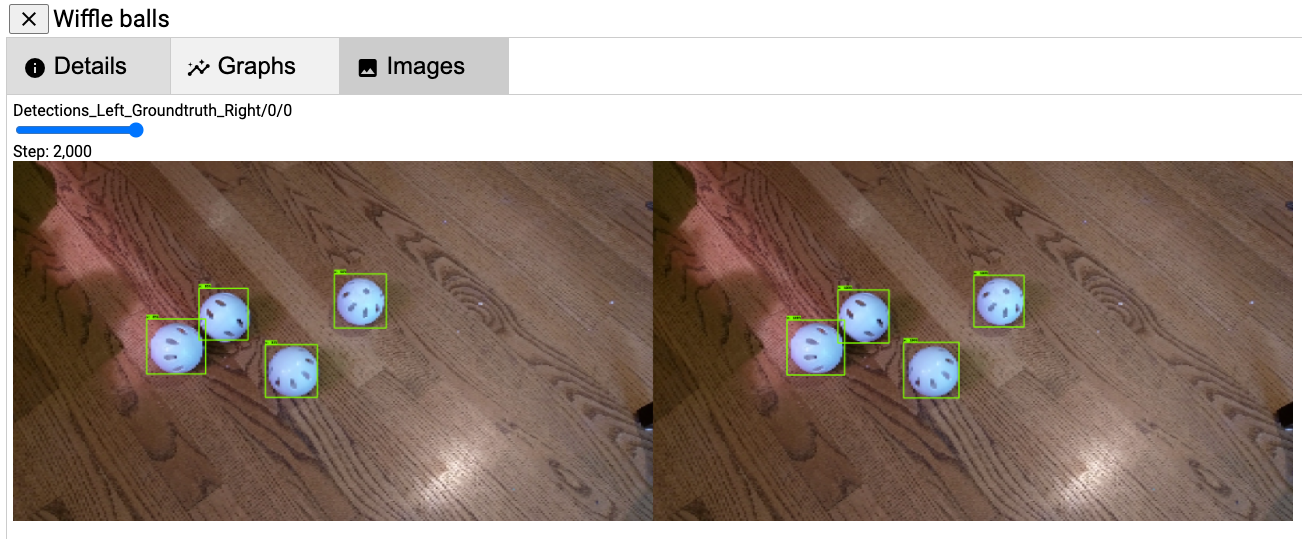 Wiffle balls
Details Graphs Images
Detections_Left_Groundtruth_Right/0/0
Step: 2,000